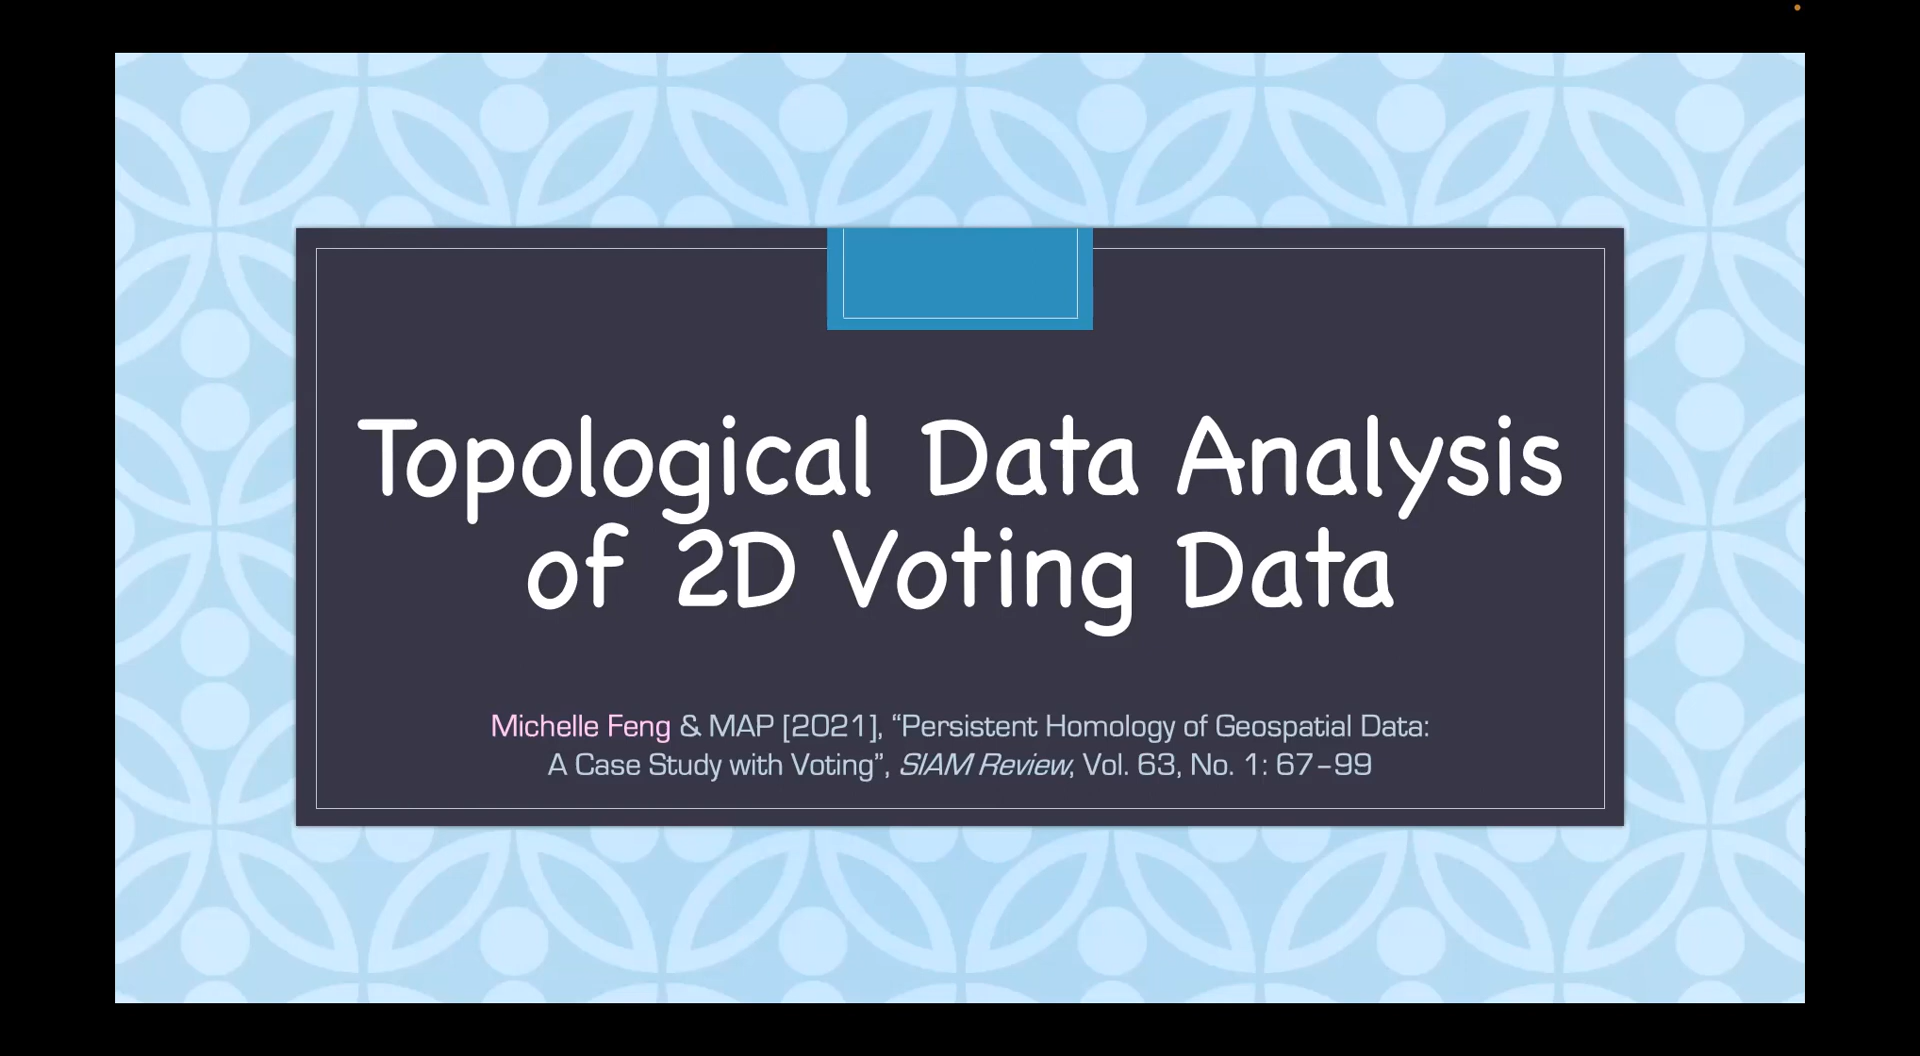 Topological Data Analysis
of 2D Voting Data
Michelle Feng & MAP [2021], “Persistent Homology of Geospatial Data:
A Case Study with Voting”, SIAM Review, Vol. 63, No. 1: 67–99